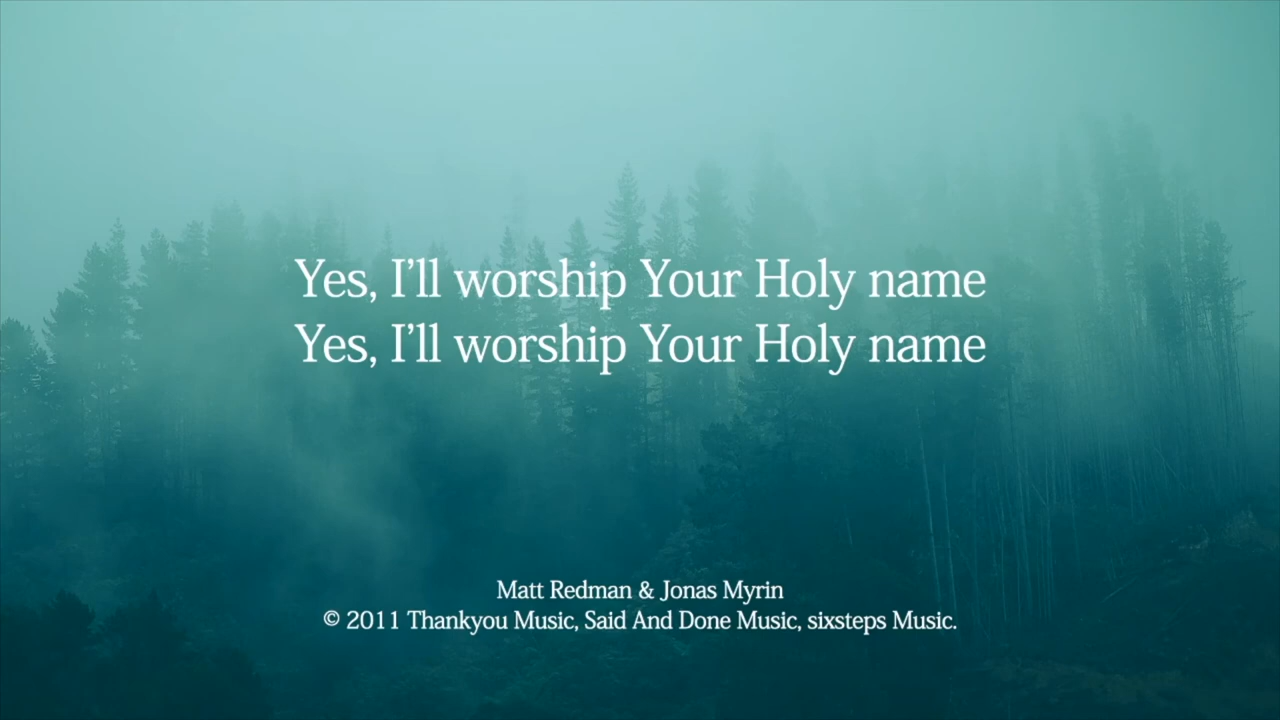 Yes, I’ll worship Your Holy name
Yes, I’ll worship Your Holy name
Matt Redman & Jonas Myrin
© 2011 Thankyou Music, Said And Done Music, sixsteps Music.